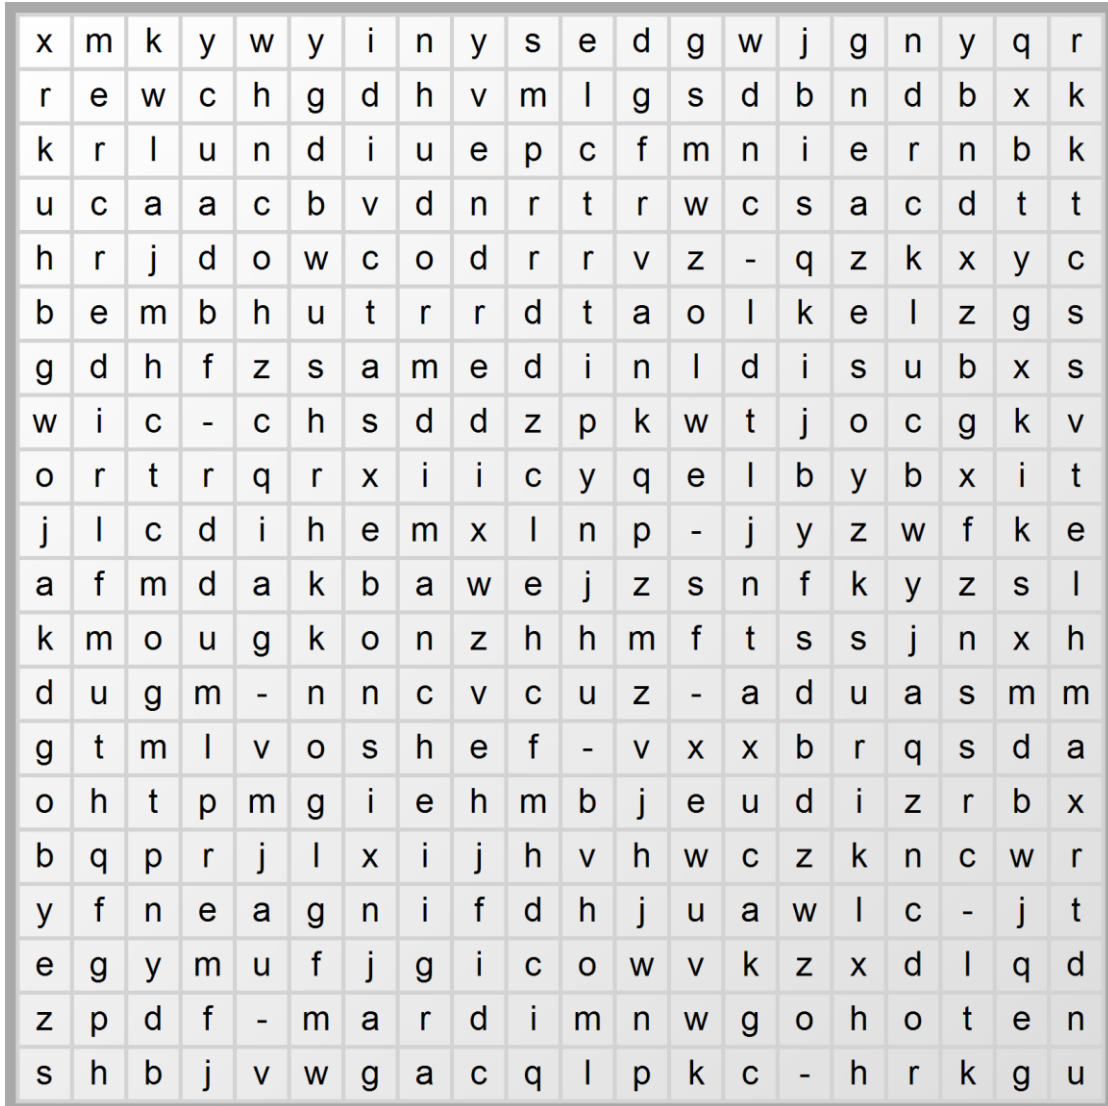 x m k y w y i n y s e d g w j g n y q r
r e w c h g d h v m l g s d b n d b x k
k r l u n d i u e p c f m n i e r n b k
u c a a c b v d n r t r w c s a c d t t
h r j d o w c o d r r v z - q z k x y c
b e m b h u t r r d t a o l k e l z g s
g d h f z s a m e d i n l d i s u b x s
w i c - c h s d d z p k w t j o c g k v
o r t r q r x i i c y q e l b y b x i t
j l c d i h e m x l n p - j y z w f k e
a f m d a k b a w e j z s n f k y z s l
k m o u g k o n z h h m f t s s j n x h
d u g m - n n c v c u z - a d u a s m m
g t m l v o s h e f - v x x b r q s d a
o h t p m g i e h m b j e u d i z r b x
b q p r j l x i j h v h w c z k n c w r
y f n e a g n i f d h j u a w l c - j t
e g y m u f j g i c o w v k z x d l q d
z p d f - m a r d i m n w g o h o t e n
s h b j v w g a c q l p k c - h r k g u